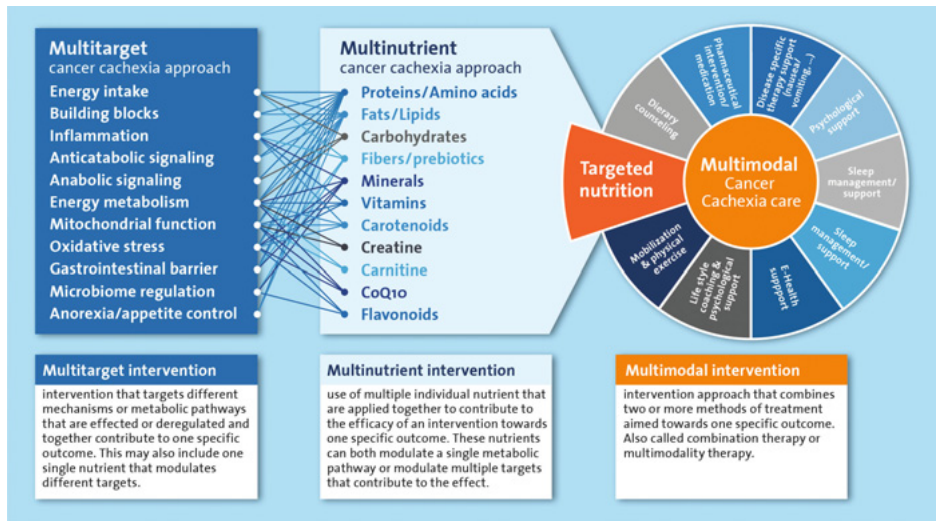 Multitarget
cancer cachexia approach
Energy intake
Building blocks
Inflammation
Anticatabolic signaling
Anabolic signaling
Energy metabolism
Mitochondrial function
Oxidative stress
Gastrointestinal barrier
Microbiome regulation
Anorexia/appetite control
Multinutrient
cancer cachexia approach
Proteins/Amino acids
Fats/Lipids
Carbohydrates
Fibers/prebiotics
Minerals
Vitamins
Carotenoids
Creatine
Carnitine
CoQ10
Flavonoids
Targeted
nutrition
Dierary
counseling
Pharmaceutical
intervention/
medication
Disease specific
therapy support
(nausea/
vomiting, ...)
Psychological
support
Sleep
management/
support
Sleep
management/
support
E-Health
suppport
Life style
coaching &
psychological
support
Mobilization
& physical
exercise
Multimodal
Cancer
Cachexia care
Multitarget intervention
intervention that targets different
mechanisms or metabolic pathways
that are effected or deregulated and
together contribute to one specific
outcome. This may also include one
single nutrient that modulates
different targets.
Multinutrient intervention
use of multiple individual nutrient that
are applied together to contribute to
the efficacy of an intervention towards
one specific outcome. These nutrients
can both modulate a single metabolic
pathway or modulate multiple targets
that contribute to the effect.
Multimodal intervention
intervention approach that combines
two or more methods of treatment
aimed towards one specific outcome.
Also called combination therapy or
multimodality therapy.